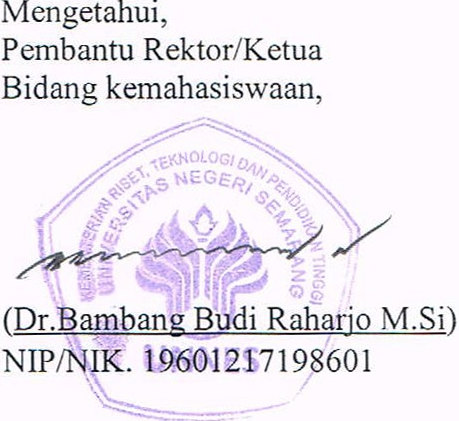 Mengetahui,
Pembantu Rektor/Ketua
Bidang kemahasiswaan,
KEMENTERIAN RISET, TEKNOLOGI DAN PENDIDIKAN TINGGI
UNIVERSITAS NEGERI SEMARANG
(Dr.Bambang Budi Raharjo M.Si)
UNNES
NIP/NIK. 19601217198601